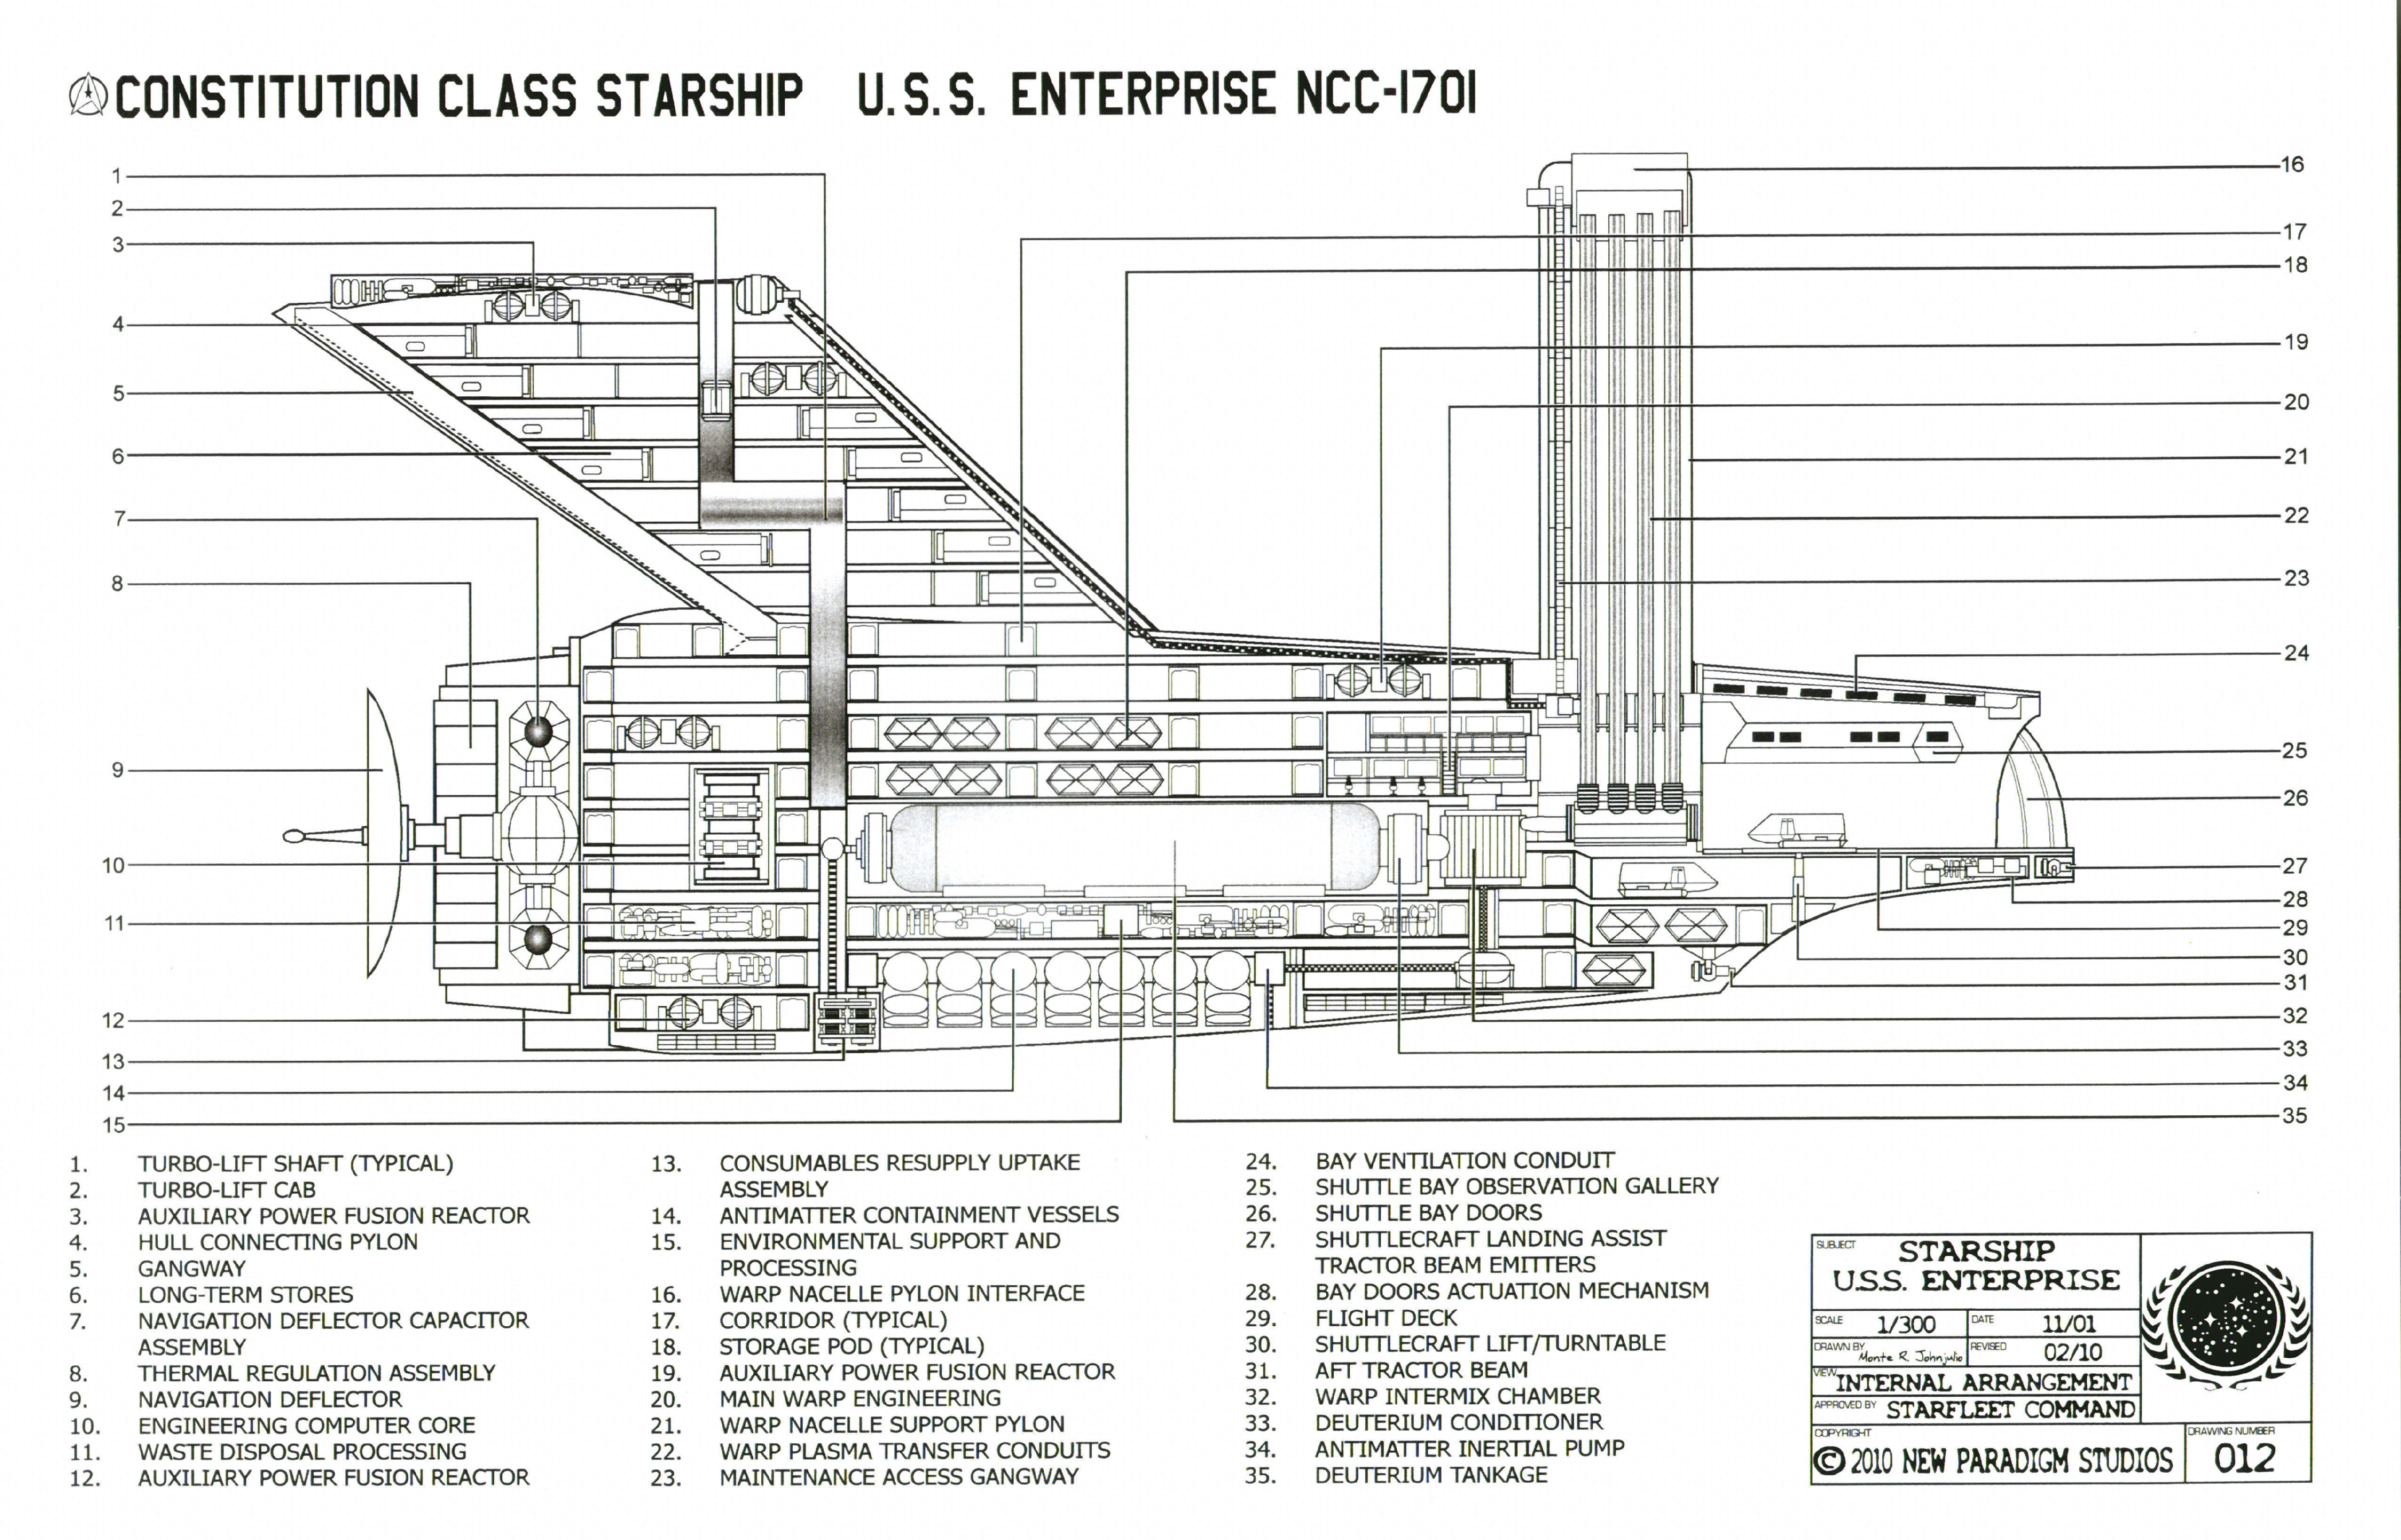 CONSTITUTION CLASS STARSHIP U.S.S. ENTERPRISE NCC-1701
1
2
3
4
5
6
7
8
9
10
11
12
13
14
15
16
17
18
19
20
21
22
23
24
25
26
27
28
29
30
31
32
33
34
35
1. TURBO-LIFT SHAFT (TYPICAL)
2. TURBO-LIFT CAB
3. AUXILIARY POWER FUSION REACTOR
4. HULL CONNECTING PYLON
5. GANGWAY
6. LONG-TERM STORES
7. NAVIGATION DEFLECTOR CAPACITOR
ASSEMBLY
8. THERMAL REGULATION ASSEMBLY
9. NAVIGATION DEFLECTOR
10. ENGINEERING COMPUTER CORE
11. WASTE DISPOSAL PROCESSING
12. AUXILIARY POWER FUSION REACTOR
13. CONSUMABLES RESUPPLY UPTAKE
ASSEMBLY
14. ANTIMATTER CONTAINMENT VESSELS
15. ENVIRONMENTAL SUPPORT AND
PROCESSING
16. WARP NACELLE PYLON INTERFACE
17. CORRIDOR (TYPICAL)
18. STORAGE POD (TYPICAL)
19. AUXILIARY POWER FUSION REACTOR
20. MAIN WARP ENGINEERING
21. WARP NACELLE SUPPORT PYLON
22. WARP PLASMA TRANSFER CONDUITS
23. MAINTENANCE ACCESS GANGWAY
24. BAY VENTILATION CONDUIT
25. SHUTTLE BAY OBSERVATION GALLERY
26. SHUTTLE BAY DOORS
27. SHUTTLECRAFT LANDING ASSIST
TRACTOR BEAM EMITTERS
28. BAY DOORS ACTUATION MECHANISM
29. FLIGHT DECK
30. SHUTTLECRAFT LIFT/TURNTABLE
31. AFT TRACTOR BEAM
32. WARP INTERMIX CHAMBER
33. DEUTERIUM CONDITIONER
34. ANTIMATTER INERTIAL PUMP
35. DEUTERIUM TANKAGE
SUBJECT STARSHIP
U.S.S. ENTERPRISE
SCALE 1/300 DATE 11/01
DRAWN BY Monte R. Johnjulio REVISED 02/10
VIEW INTERNAL ARRANGEMENT
APPROVED BY STARFLEET COMMAND
COPYRIGHT
© 2010 NEW PARADIGM STUDIOS
DRAWING NUMBER
012